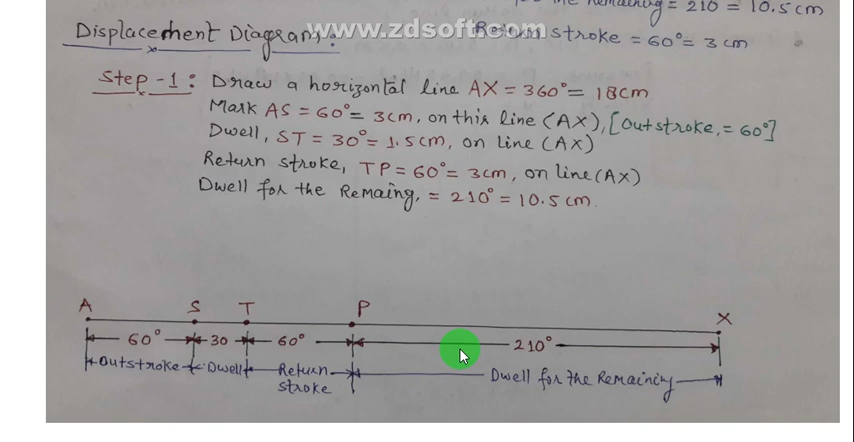 the Remaining = 210 = 10.5 cm
www.zdsoft.com
Displacement Diagram:
Return stroke = 60° = 3 cm
Step-1: Draw a horizontal line AX = 360° = 18cm
Mark AS = 60° = 3cm, on this line (AX), [Outstroke, = 60°]
Dwell, ST = 30° = 1.5cm, on line (AX)
Return stroke, TP = 60° = 3cm, on line (AX)
Dwell for the Remaing, = 210° = 10.5 cm.
A S T P X
60° 30 60° 210°
Outstroke Dwell Return stroke Dwell for the Remaining